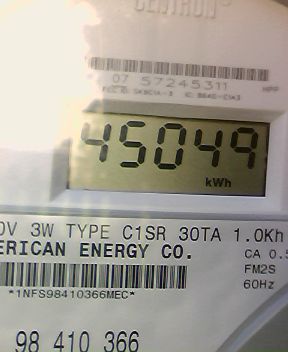 CENTRON
07 57245311
45049
kWh
0V 3W TYPE C1SR 30TA 1.0Kh
ERICAN ENERGY CO.
CA 0.5
FM2S
*1NFS98410366MEC*
60Hz
98 410 366